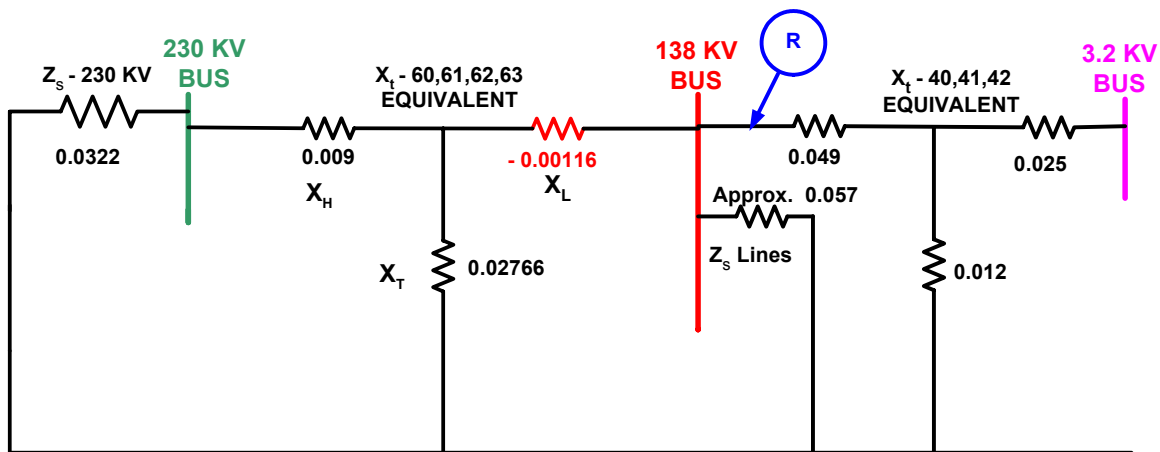 230 KV
BUS
138 KV
BUS
R
3.2 KV
BUS
Z_S - 230 KV
X_t - 60,61,62,63
EQUIVALENT
X_t - 40,41,42
EQUIVALENT
0.0322
0.009
X_H
- 0.00116
X_L
0.049
0.025
Approx. 0.057
Z_S Lines
X_T
0.02766
0.012